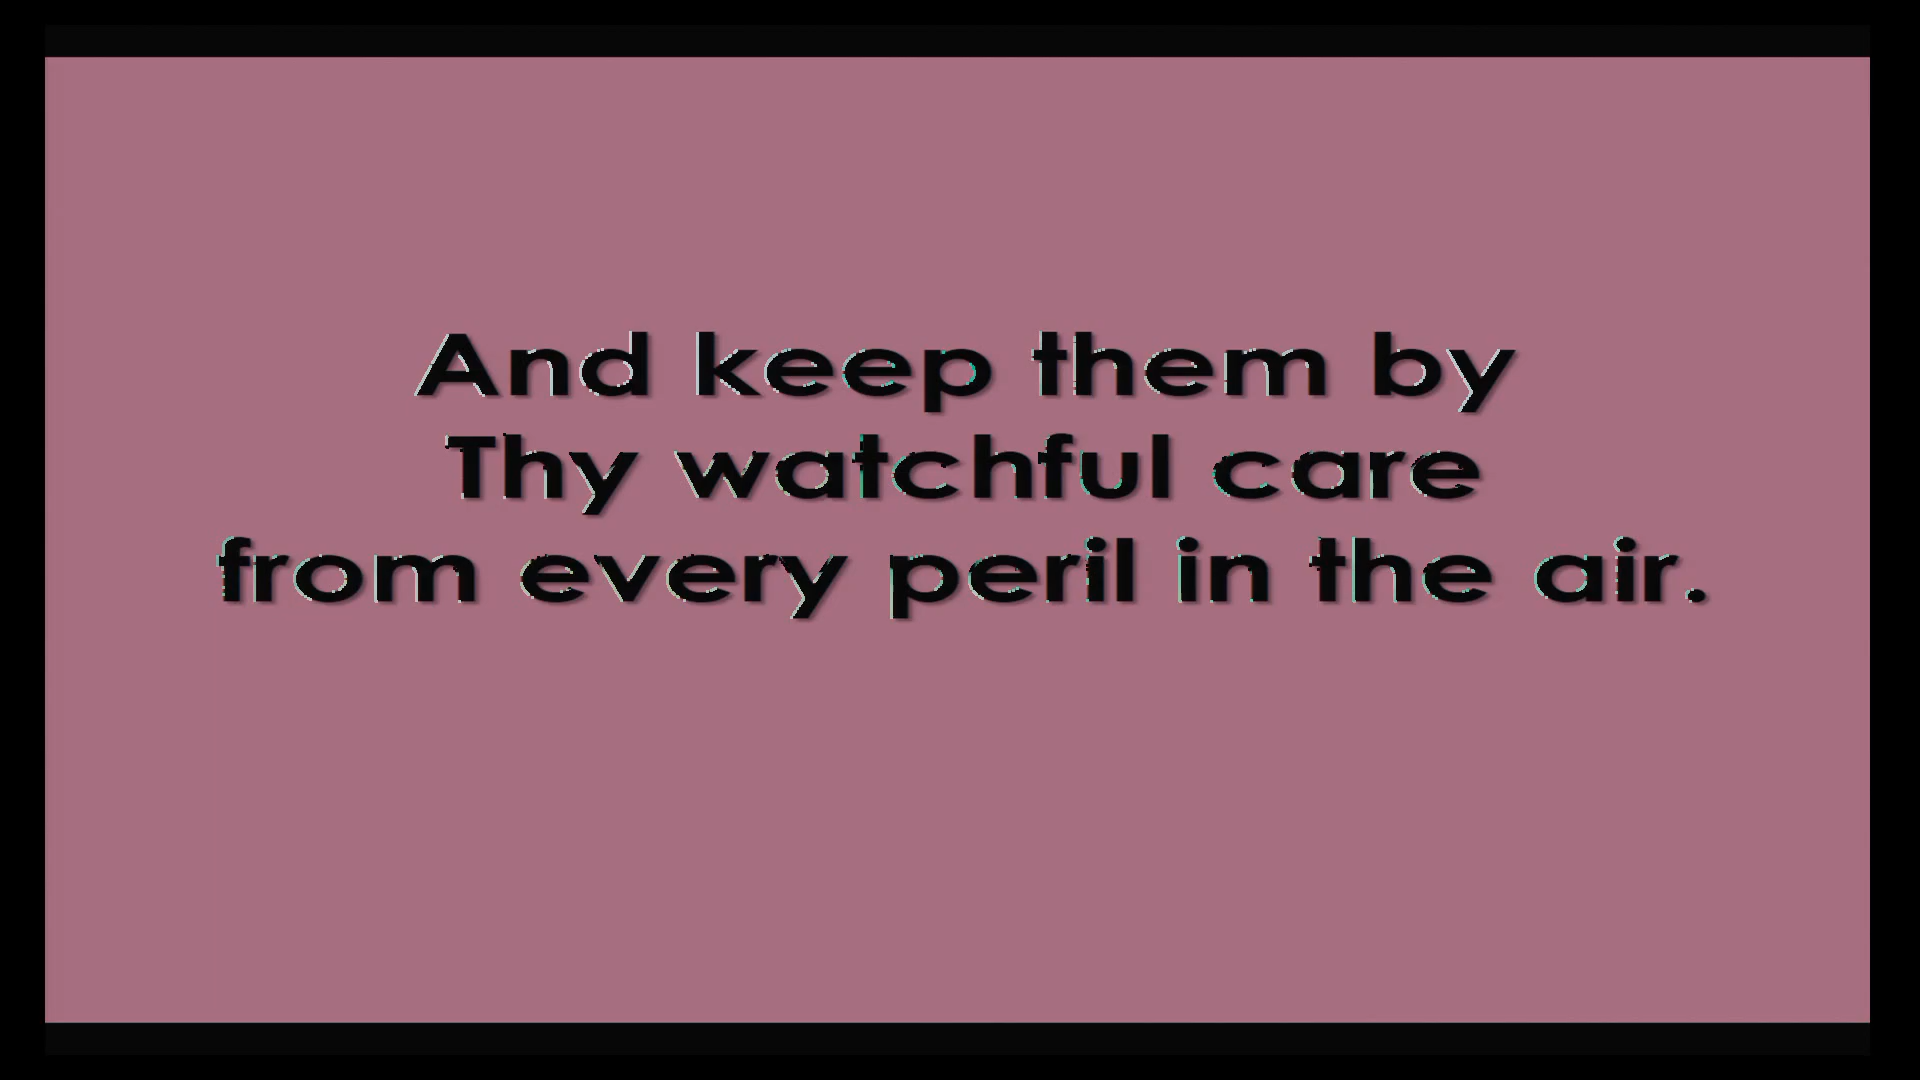 And keep them by
Thy watchful care
from every peril in the air.